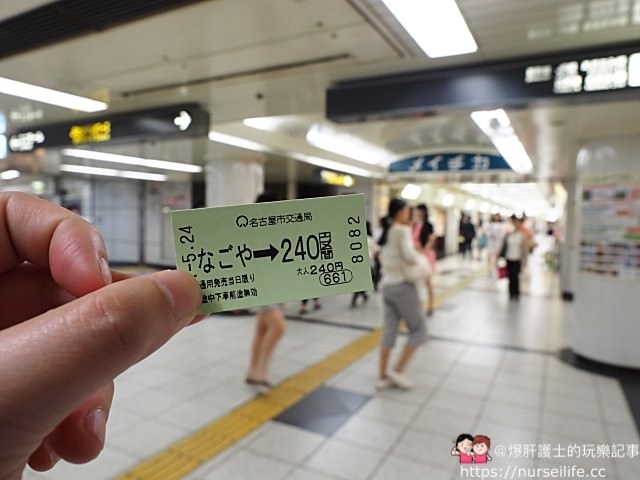 メイチカ
名古屋市交通局
-5.24
なごや➡240円区間
大人240円
通用発売当日限り
661
途中下車前途無効
8082
@爆肝護士的玩樂記事
https://nurseilife.cc